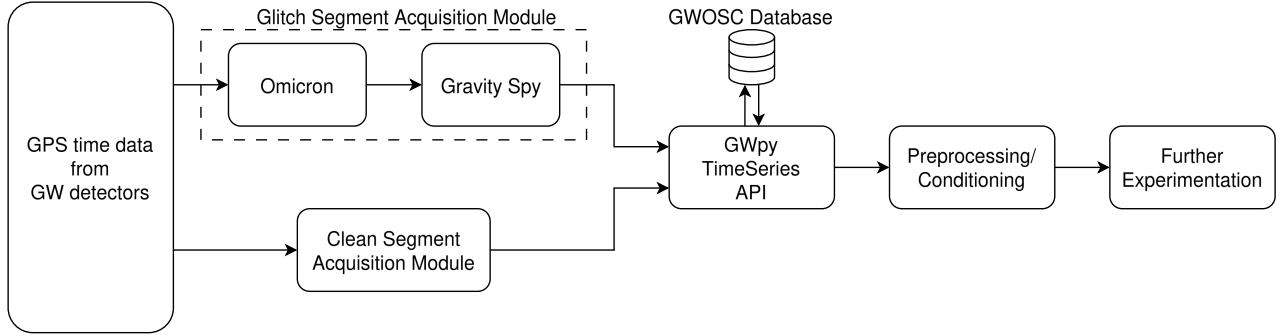 Glitch Segment Acquisition Module
GWOSC Database
Omicron
Gravity Spy
GPS time data
from
GW detectors
GWpy
TimeSeries
API
Preprocessing/
Conditioning
Further
Experimentation
Clean Segment
Acquisition Module